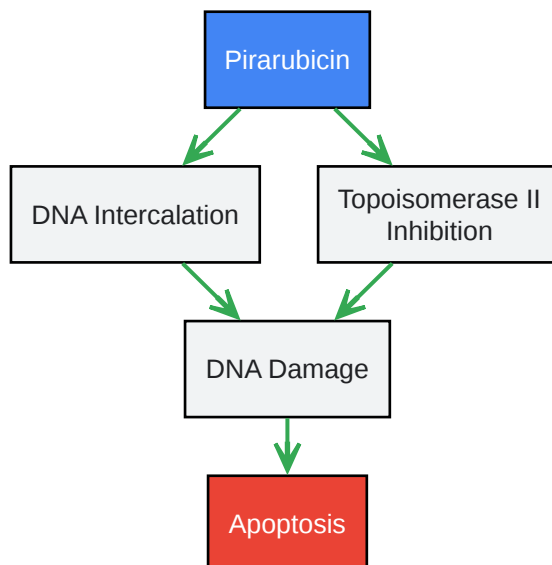 Pirarubicin
DNA Intercalation
Topoisomerase II
Inhibition
DNA Damage
Apoptosis